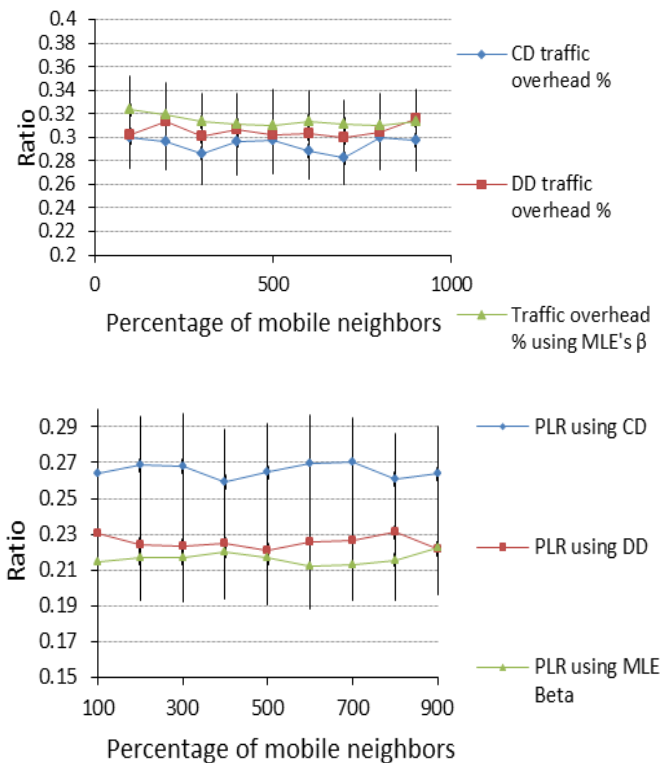 0.4
0.38
0.36
0.34
0.32
0.3
0.28
0.26
0.24
0.22
0.2
Ratio
0
500
1000
Percentage of mobile neighbors
CD traffic
overhead %
DD traffic
overhead %
Traffic overhead
% using MLE's β
0.29
0.27
0.25
0.23
0.21
0.19
0.17
0.15
Ratio
100
300
500
700
900
Percentage of mobile neighbors
PLR using CD
PLR using DD
PLR using MLE
Beta